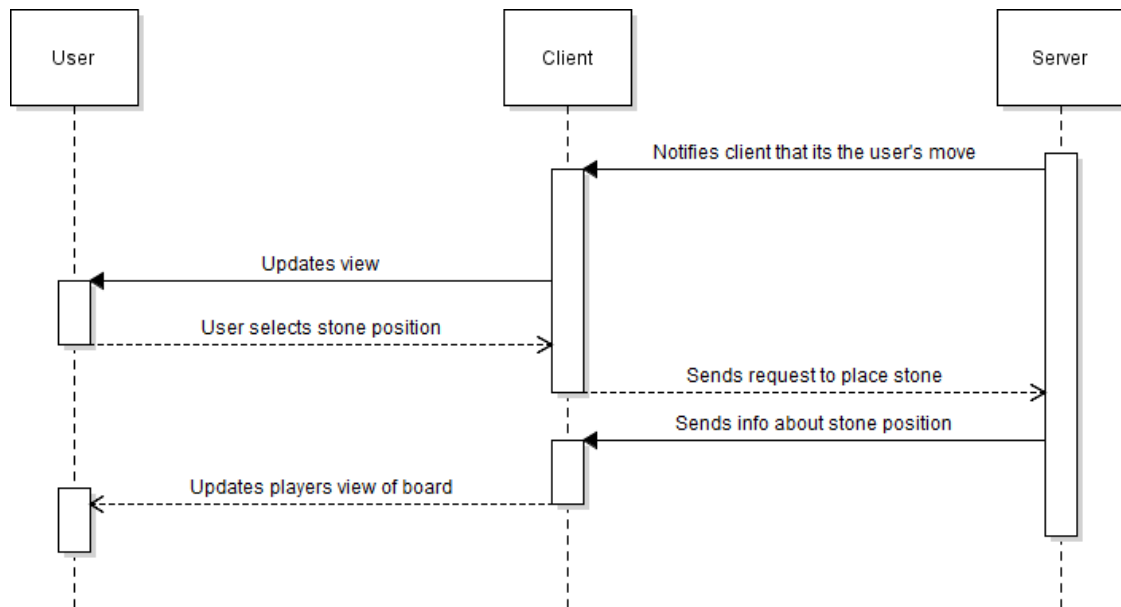 User
Client
Server
Notifies client that its the user's move
Updates view
User selects stone position
Sends request to place stone
Sends info about stone position
Updates players view of board